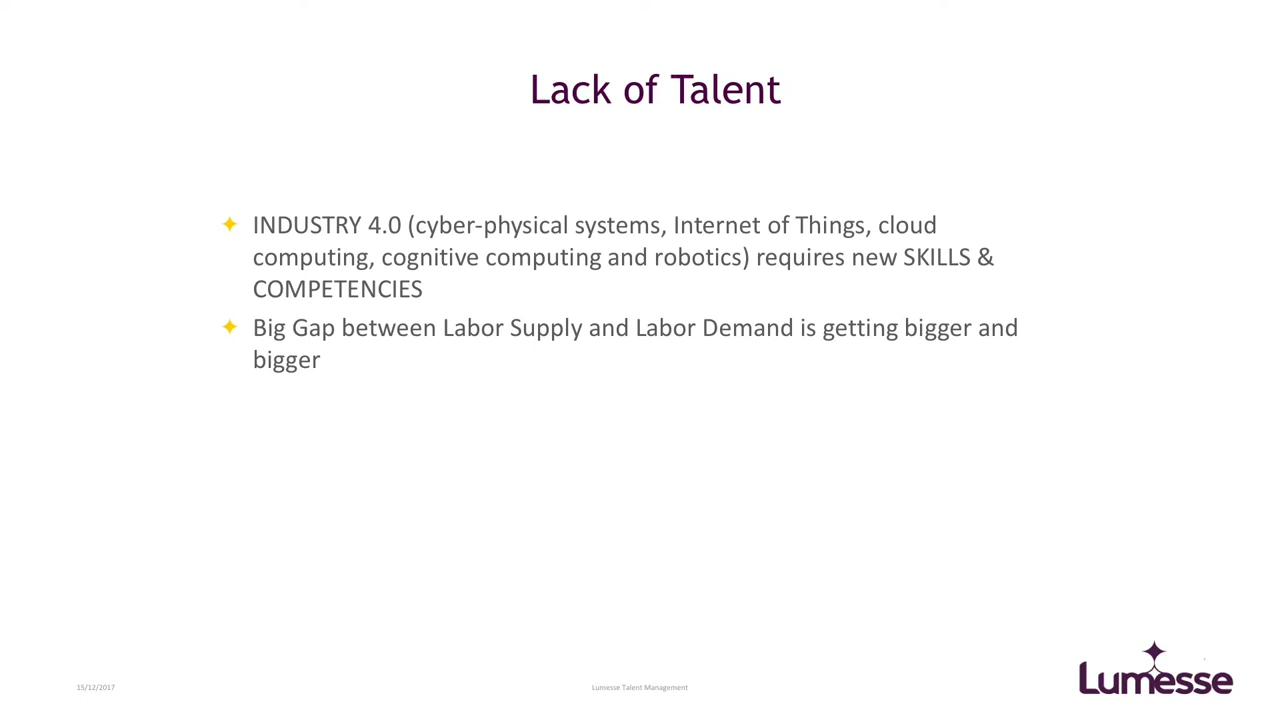 Lack of Talent
INDUSTRY 4.0 (cyber-physical systems, Internet of Things, cloud
computing, cognitive computing and robotics) requires new SKILLS &
COMPETENCIES
Big Gap between Labor Supply and Labor Demand is getting bigger and
bigger
15/12/2017
Lumesse Talent Management
Lumesse